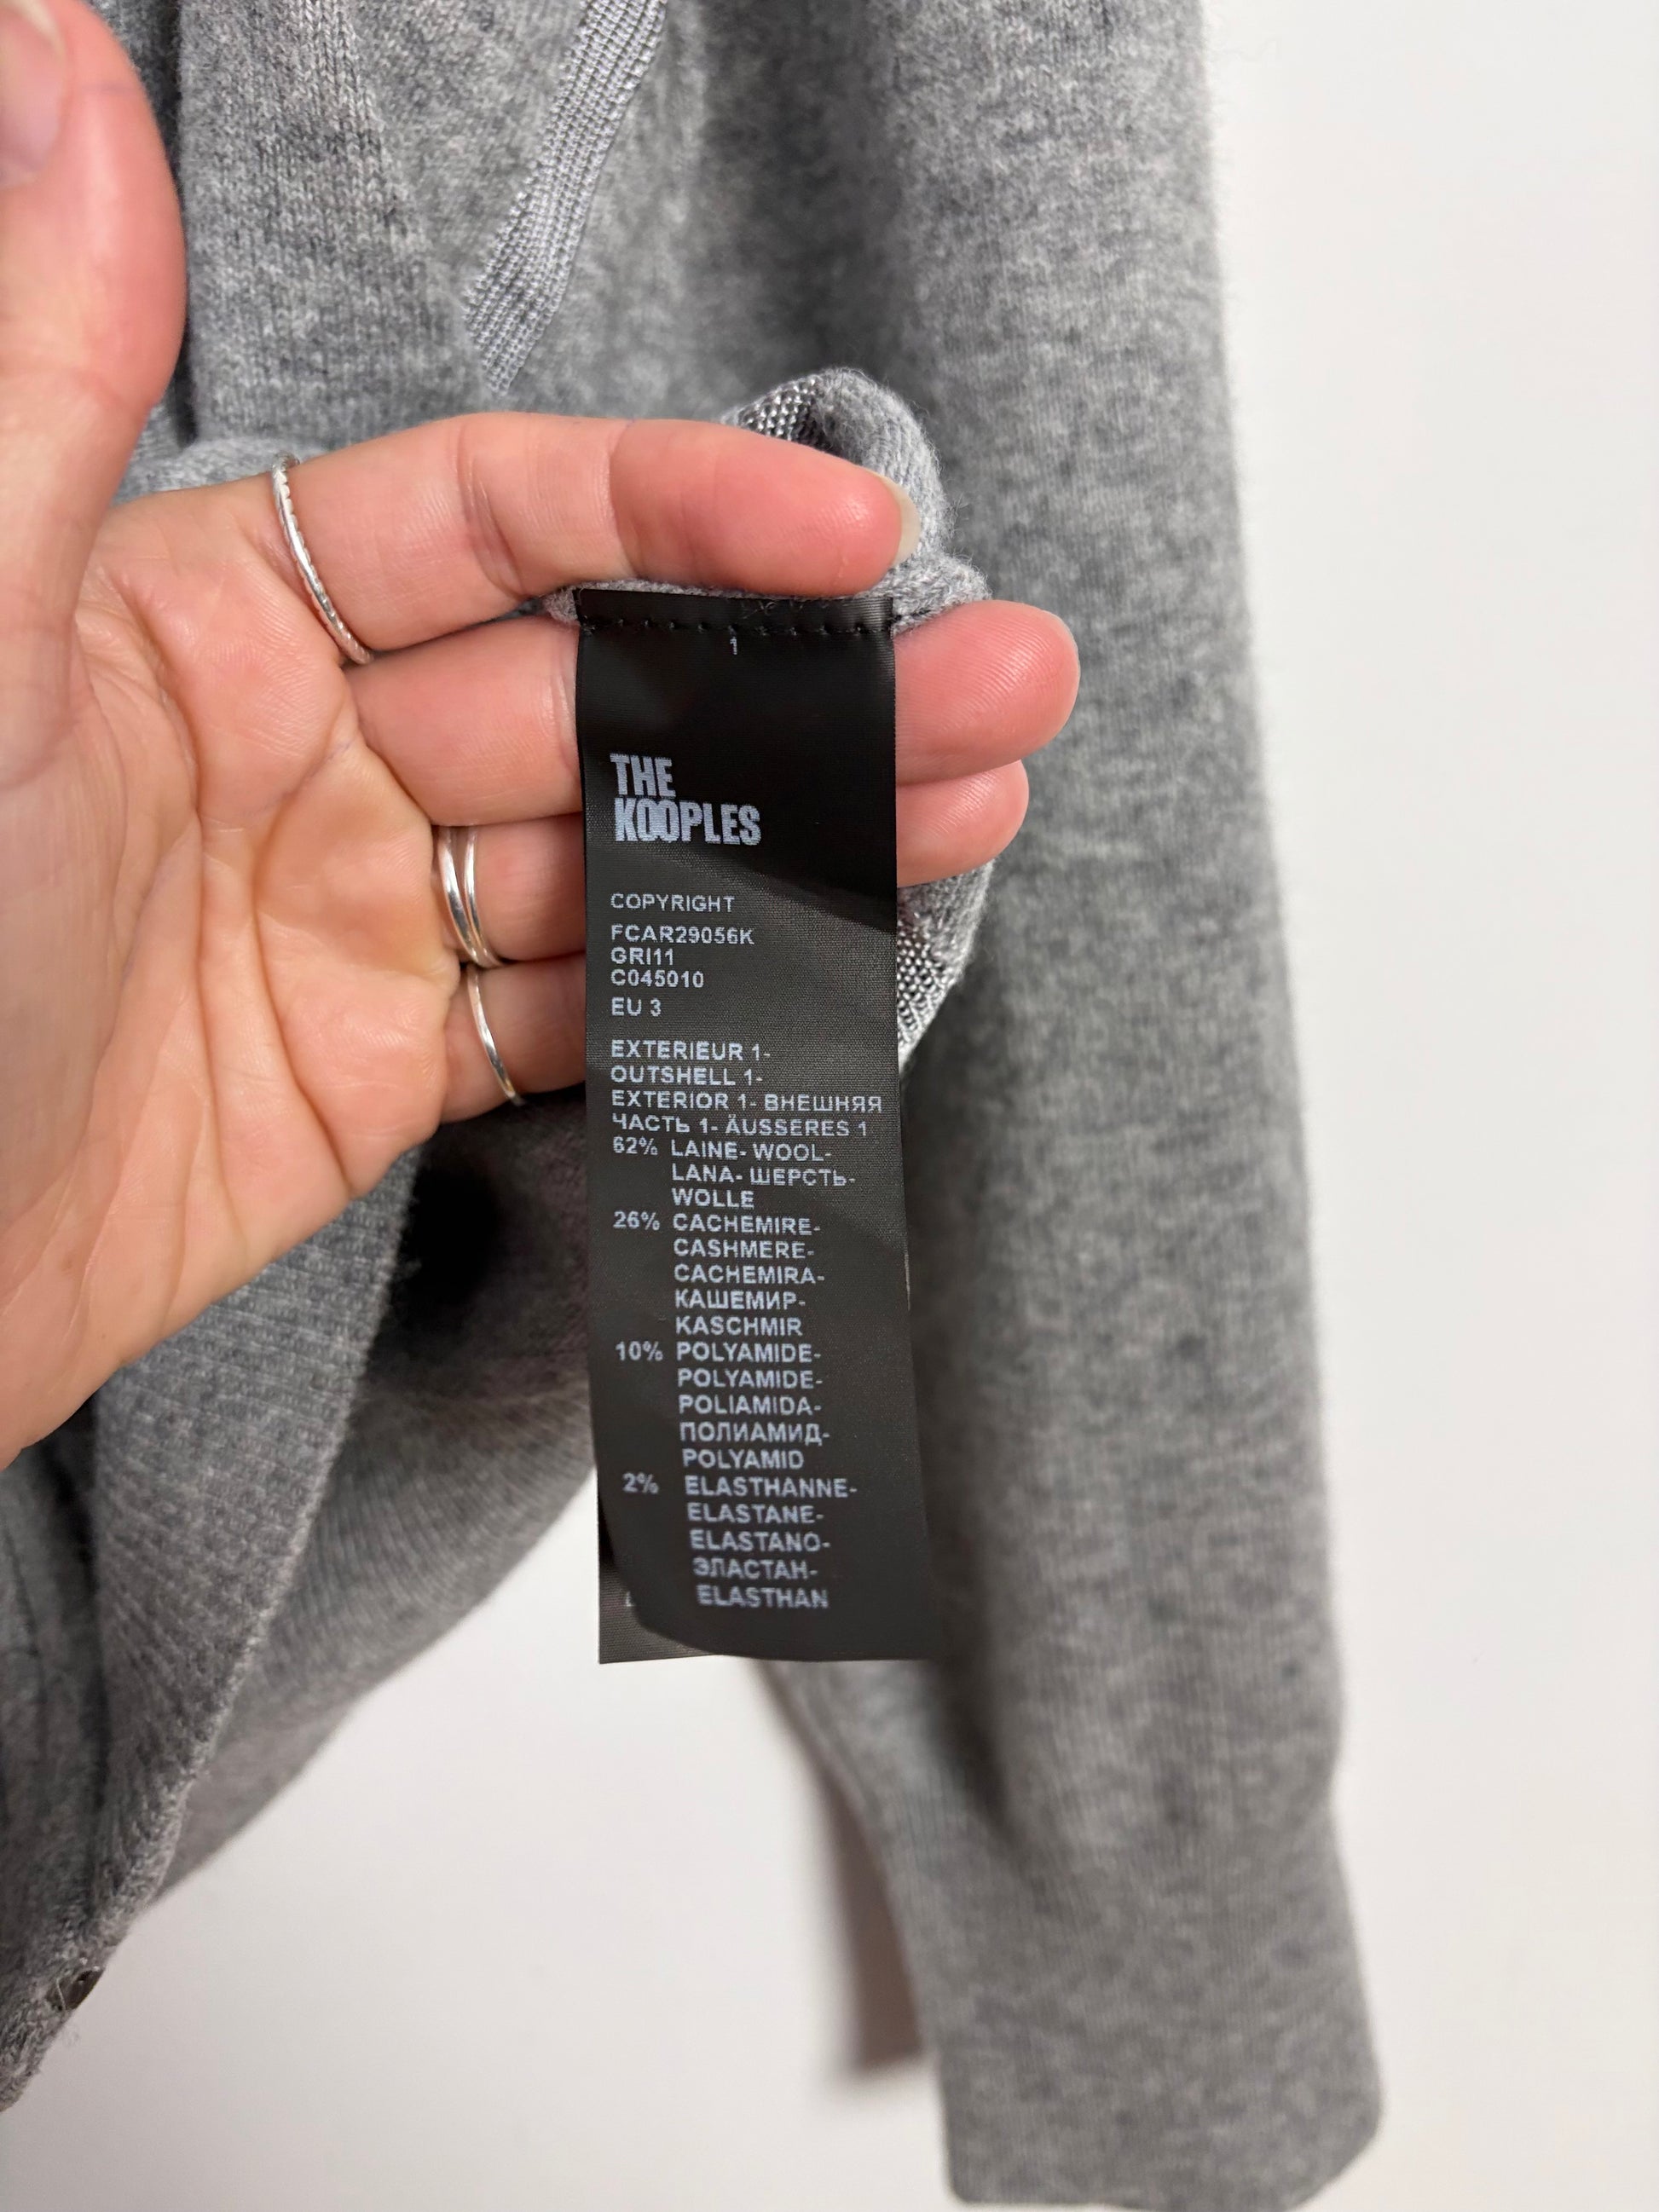 1
THE
KOOPLES
COPYRIGHT
FCAR29056K
GRI11
C045010
EU 3
EXTERIEUR 1-
OUTSHELL 1-
EXTERIOR 1- ВНЕШНЯЯ
ЧАСТЬ 1- ÄUSSERES 1
62% LAINE- WOOL-
LANA- ШЕРСТЬ-
WOLLE
26% CACHEMIRE-
CASHMERE-
CACHEMIRA-
КАШЕМИР-
KASCHMIR
10% POLYAMIDE-
POLYAMIDE-
POLIAMIDA-
ПОЛИАМИД-
POLYAMID
2% ELASTHANNE-
ELASTANE-
ELASTANO-
ЭЛАСТАН-
ELASTHAN